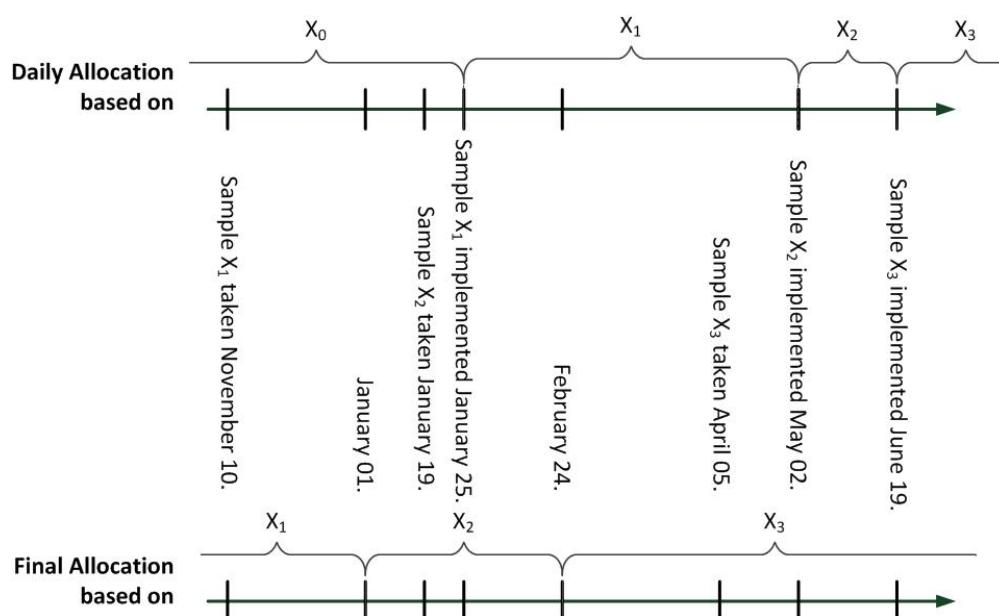 X₀
X₁
X₂
X₃
Daily Allocation
based on
Sample X₁ taken November 10.
January 01.
Sample X₂ taken January 19.
Sample X₁ implemented January 25.
February 24.
Sample X₃ taken April 05.
Sample X₂ implemented May 02.
Sample X₃ implemented June 19.
X₁
X₂
X₃
Final Allocation
based on